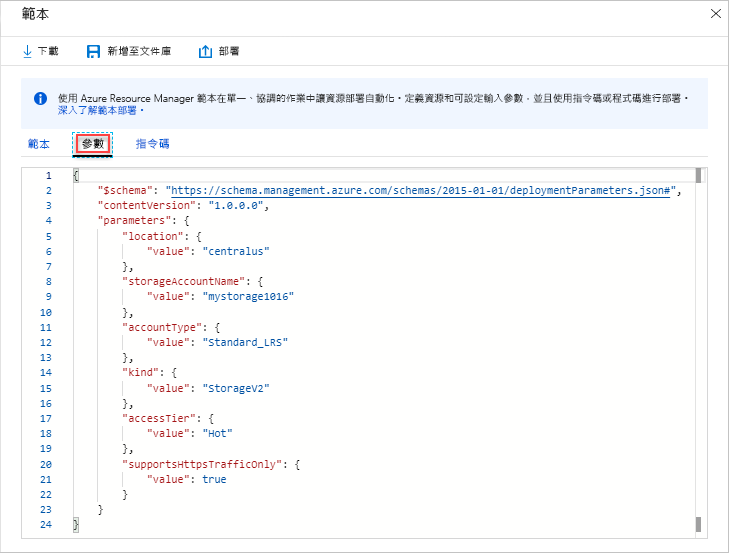 範本
下載 新增至文件庫 部署
使用 Azure Resource Manager 範本在單一、協調的作業中讓資源部署自動化。定義資源和可設定輸入參數，並且使用指令碼或程式碼進行部署。
深入了解範本部署。
範本 參數 指令碼
1 {
2 "$schema": "https://schema.management.azure.com/schemas/2015-01-01/deploymentParameters.json#",
3 "contentVersion": "1.0.0.0",
4 "parameters": {
5 "location": {
6 "value": "centralus"
7 },
8 "storageAccountName": {
9 "value": "mystorage1016"
10 },
11 "accountType": {
12 "value": "Standard_LRS"
13 },
14 "kind": {
15 "value": "StorageV2"
16 },
17 "accessTier": {
18 "value": "Hot"
19 },
20 "supportsHttpsTrafficOnly": {
21 "value": true
22 }
23 }
24 }